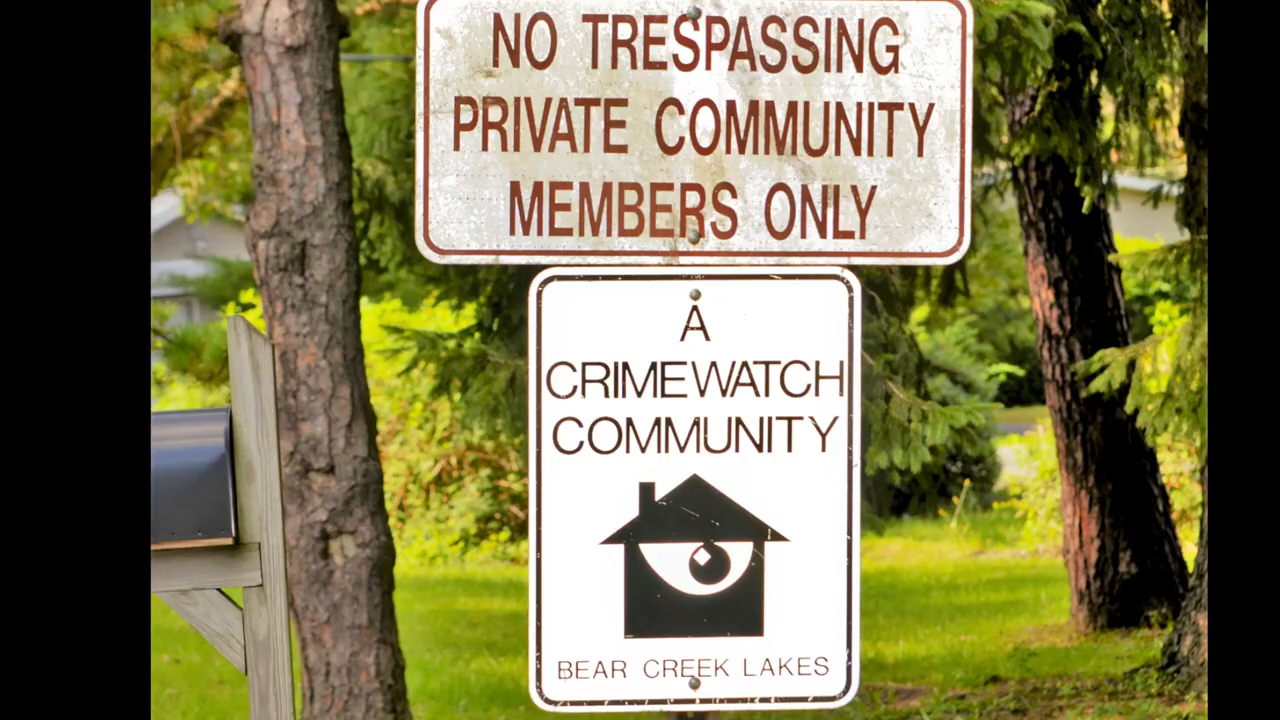 NO TRESPASSING
PRIVATE COMMUNITY
MEMBERS ONLY
A
CRIMEWATCH
COMMUNITY
BEAR CREEK LAKES